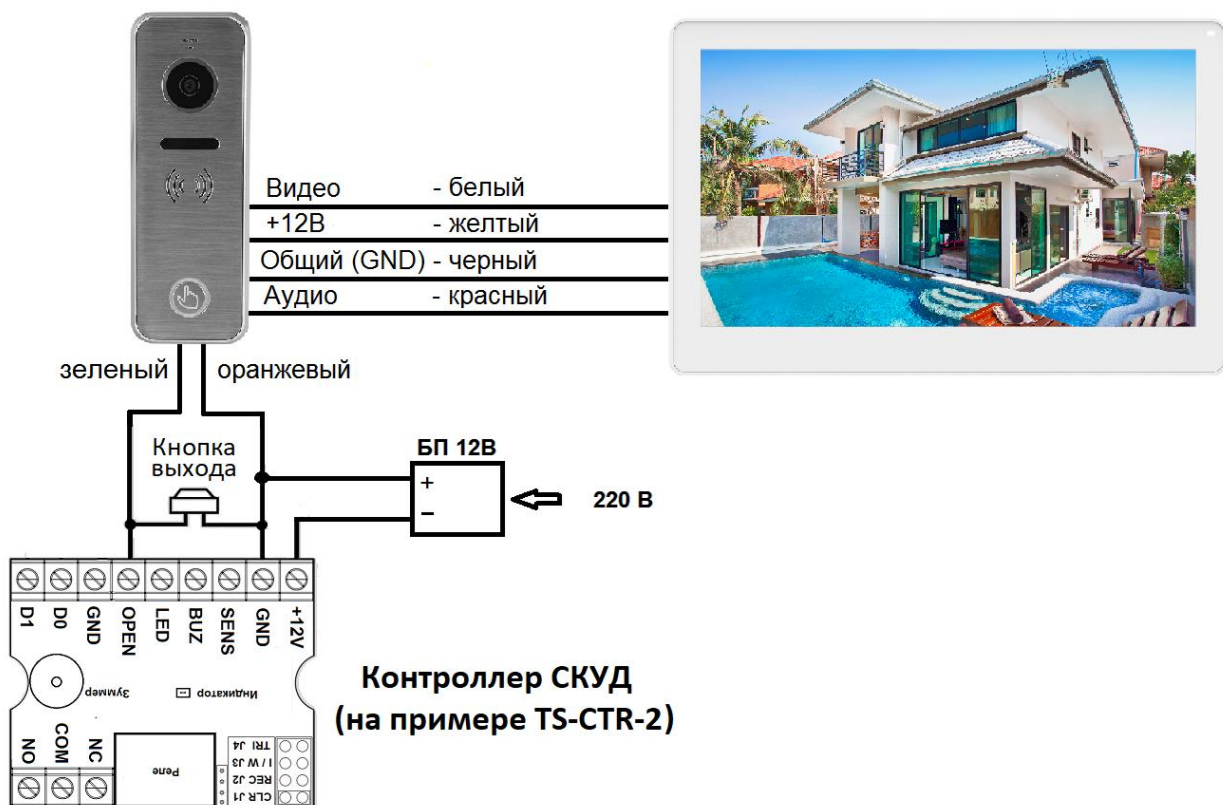 Видео - белый
+12В - желтый
Общий (GND) - черный
Аудио - красный
зеленый оранжевый
Кнопка
выхода
БП 12В
+
−
220 В
D1 D0 GND OPEN LED BUZ SENS GND +12V
Зуммер Индикатор
Контроллер СКУД
(на примере TS-CTR-2)
NO COM NC
Реле
TRI J4
I / W J3
REC J2
CLR J1